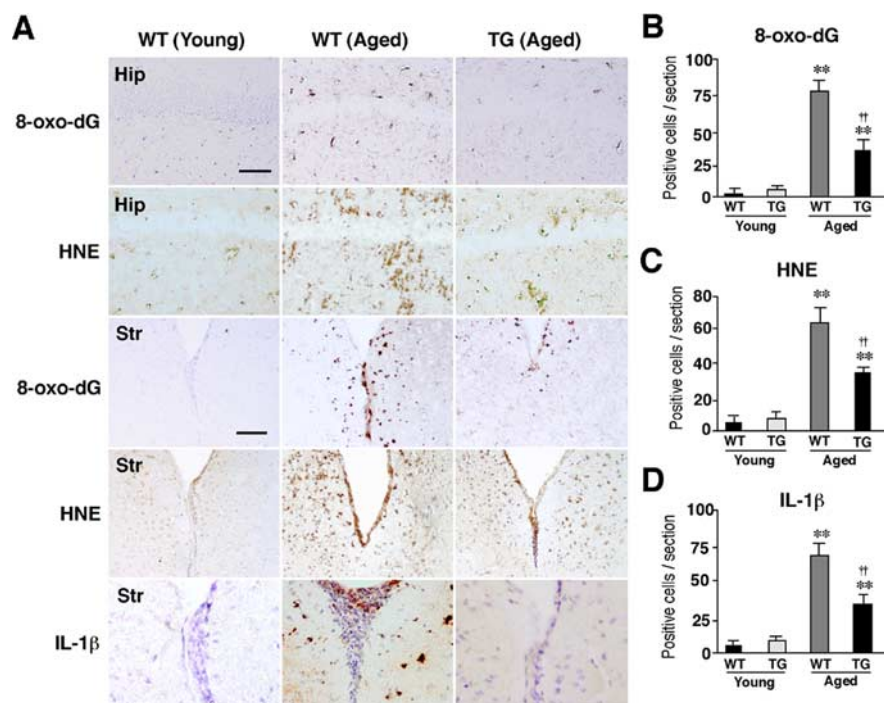 A
WT (Young) WT (Aged) TG (Aged)
8-oxo-dG Hip
HNE Hip
8-oxo-dG Str
HNE Str
IL-1β Str
B
8-oxo-dG
Positive cells / section
100
75
50
25
0
**
††
**
WT TG WT TG
Young Aged
C
HNE
Positive cells / section
80
60
40
20
0
**
††
**
WT TG WT TG
Young Aged
D
IL-1β
Positive cells / section
100
75
50
25
0
**
††
**
WT TG WT TG
Young Aged